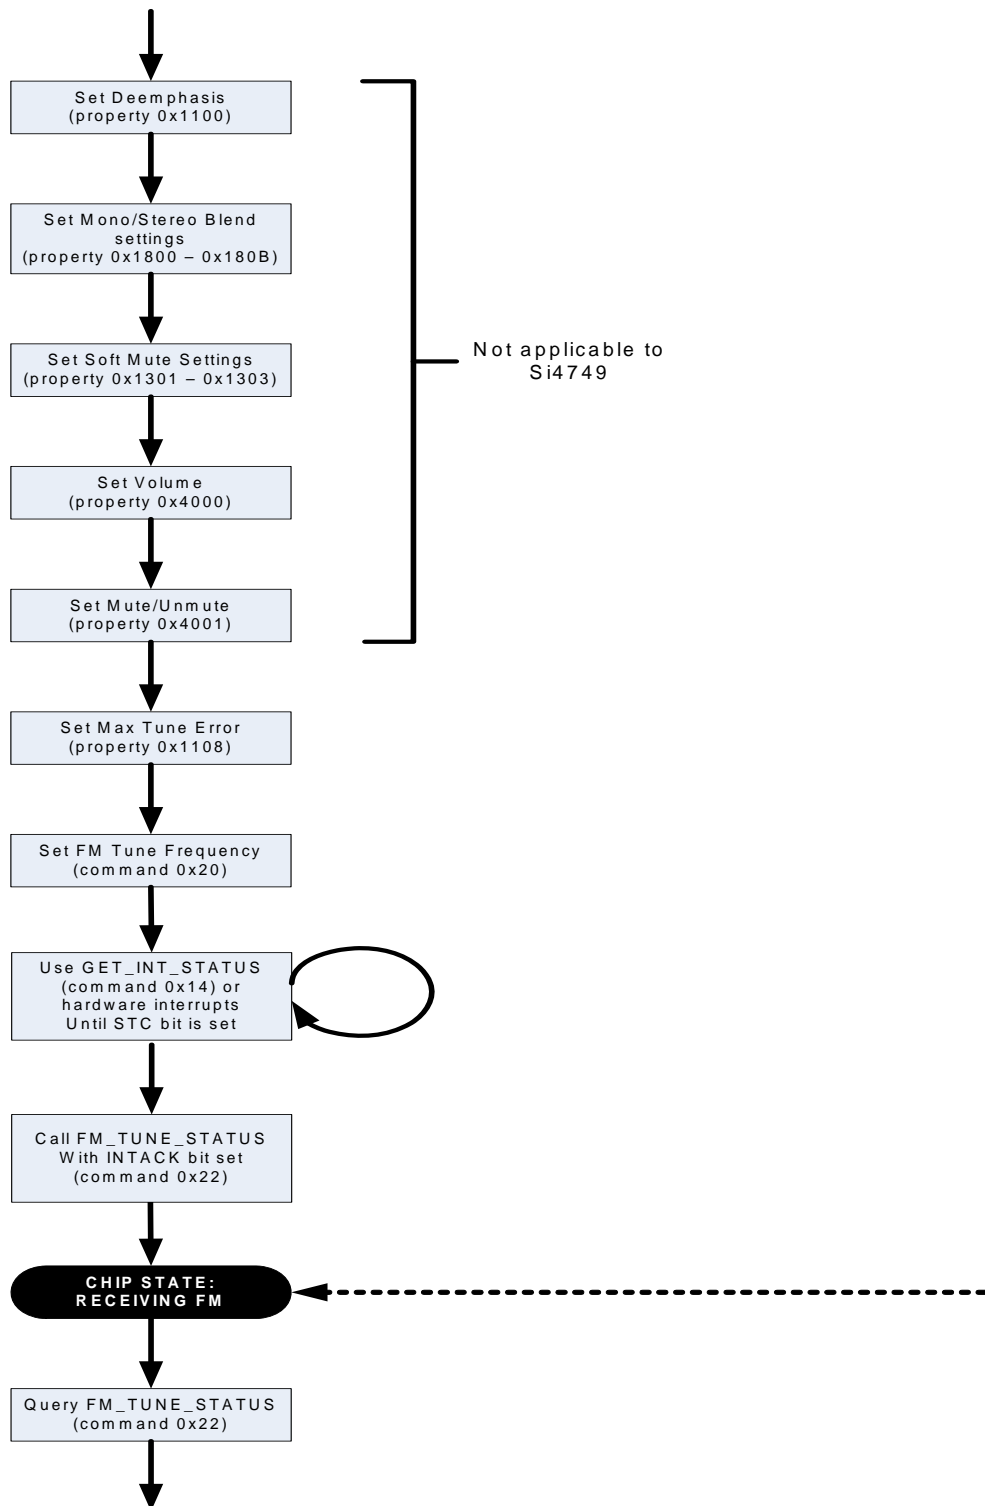 Set Deemphasis
(property 0x1100)
Set Mono/Stereo Blend
settings
(property 0x1800 – 0x180B)
Set Soft Mute Settings
(property 0x1301 – 0x1303)
Not applicable to
Si4749
Set Volume
(property 0x4000)
Set Mute/Unmute
(property 0x4001)
Set Max Tune Error
(property 0x1108)
Set FM Tune Frequency
(command 0x20)
Use GET_INT_STATUS
(command 0x14) or
hardware interrupts
Until STC bit is set
Call FM_TUNE_STATUS
With INTACK bit set
(command 0x22)
CHIP STATE:
RECEIVING FM
Query FM_TUNE_STATUS
(command 0x22)